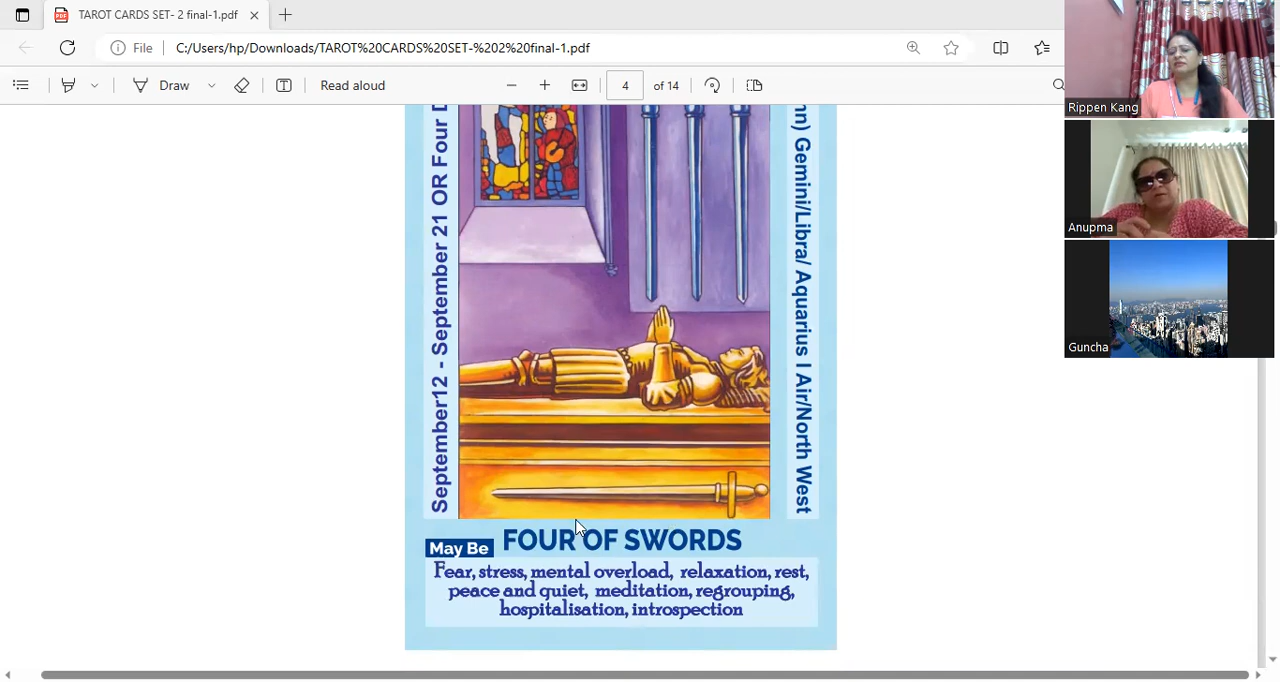 TAROT CARDS SET- 2 final-1.pdf
File
C:/Users/hp/Downloads/TAROT%20CARDS%20SET-%202%20final-1.pdf
Draw
Read aloud
4
of 14
Rippen Kang
Anupma
Guncha
September12 - September 21 OR Four
Gemini/Libra/ Aquarius I Air/North West
May Be
FOUR OF SWORDS
Fear, stress, mental overload, relaxation, rest,
peace and quiet, meditation, regrouping,
hospitalisation, introspection